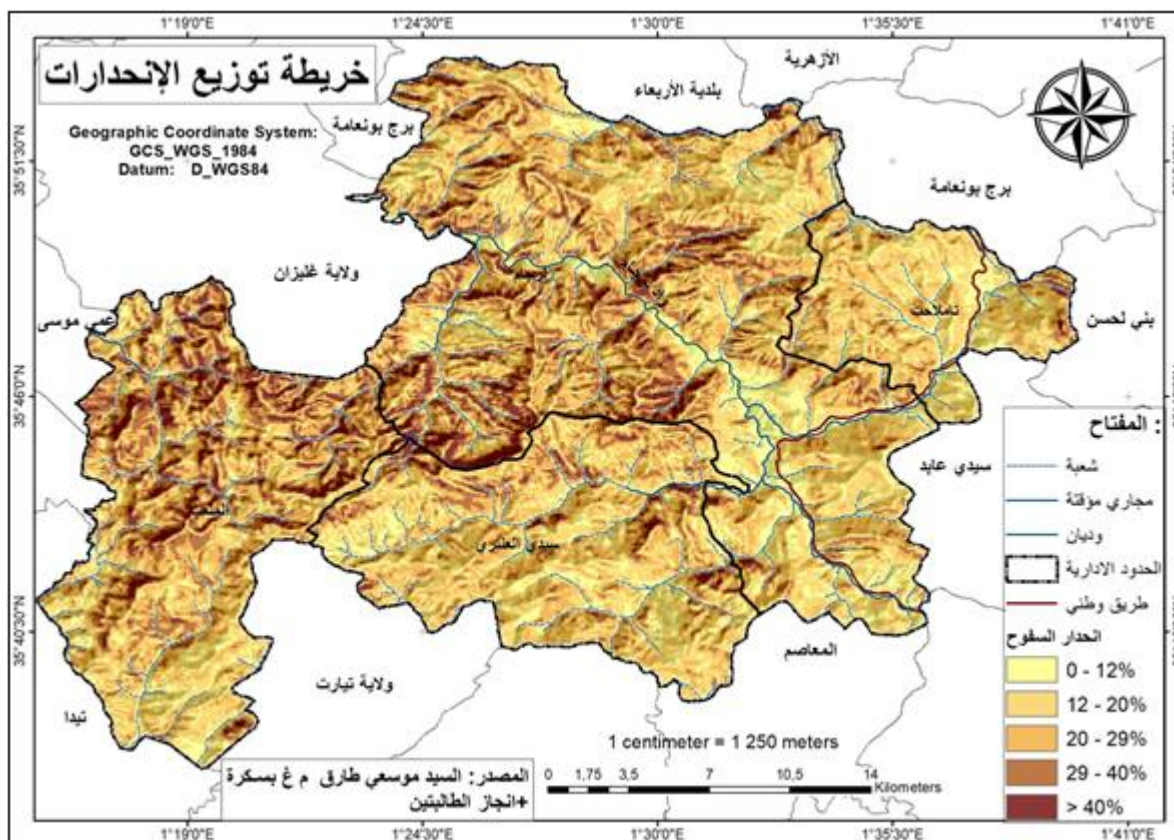 1°19'0"E
1°24'30"E
1°30'0"E
1°35'30"E
1°41'0"E
خريطة توزيع الإنحدارات
Geographic Coordinate System:
GCS_WGS_1984
Datum: D_WGS84
الأزهرية
بلدية الأربعاء
برج بونعامة
برج بونعامة
ولاية غليزان
عمي موسى
بني لحسن
تاملاحت
سيدي عابد
سيدي العنتري
المعاصم
ولاية تيارت
تيدا
35°51'30"N
35°46'0"N
35°40'30"N
المفتاح :
شعبة
مجاري مؤقتة
وديان
الحدود الادارية
طريق وطني
الحدار السفوح
0 - 12%
12 - 20%
20 - 29%
29 - 40%
> 40%
1 centimeter = 1 250 meters
0 1,75 3,5 7 10,5 14
Kilometers
المصدر: السيد موسعي طارق م غ بسكرة
+انجاز الطالبتين
1°19'0"E
1°24'30"E
1°30'0"E
1°35'30"E
1°41'0"E